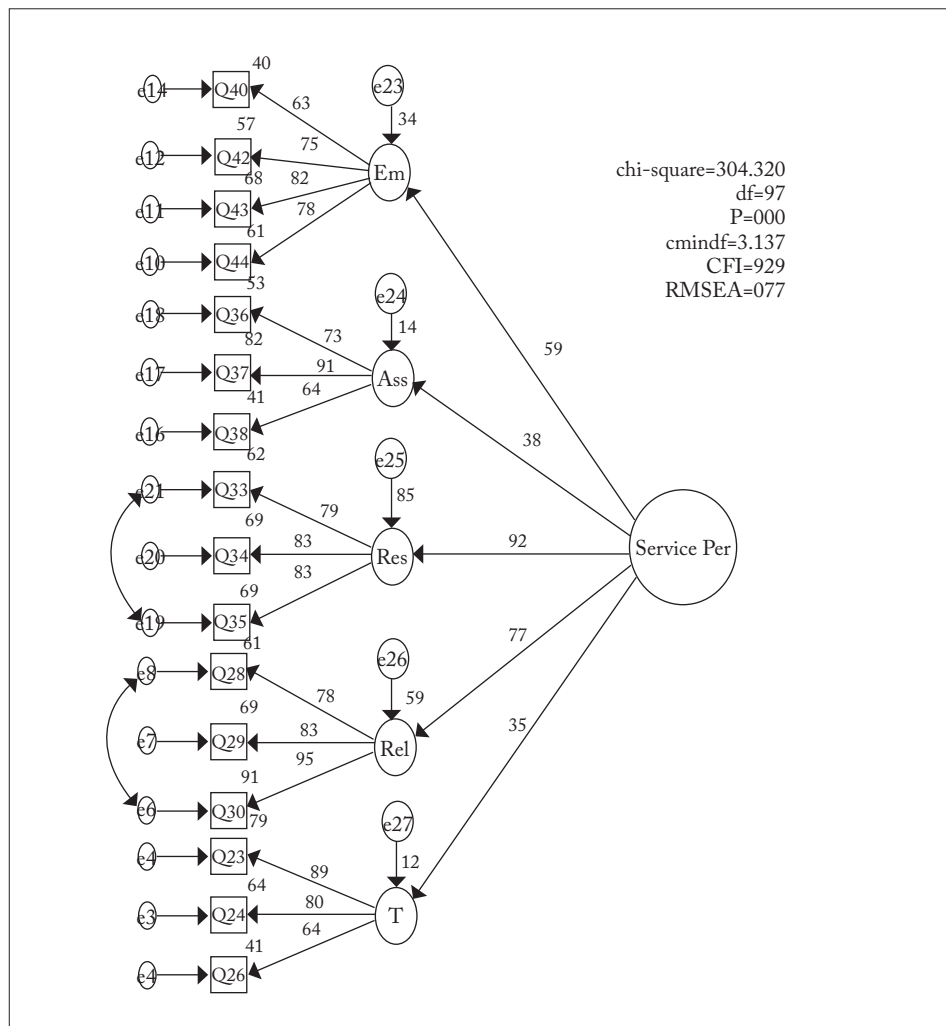 40
e14
Q40
63
e23
34
57
e12
Q42
75
Em
68
82
e11
Q43
78
61
e10
Q44
chi-square=304.320
df=97
P=000
cmindf=3.137
CFI=929
RMSEA=077
53
e18
Q36
73
e24
14
59
82
e17
Q37
91
Ass
41
64
e16
Q38
38
62
e21
Q33
79
e25
85
69
e20
Q34
83
Res
92
Service Per
83
69
e19
Q35
61
e8
Q28
78
e26
59
77
69
e7
Q29
83
Rel
95
91
e6
Q30
35
79
e4
Q23
89
e27
12
64
e3
Q24
80
T
64
41
e4
Q26